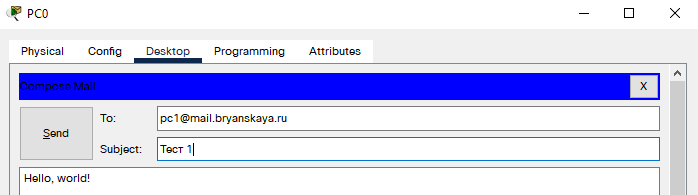 PC0
Physical Config Desktop Programming Attributes
Compose Mail X
Send
To: pc1@mail.bryanskaya.ru
Subject: Тест 1
Hello, world!